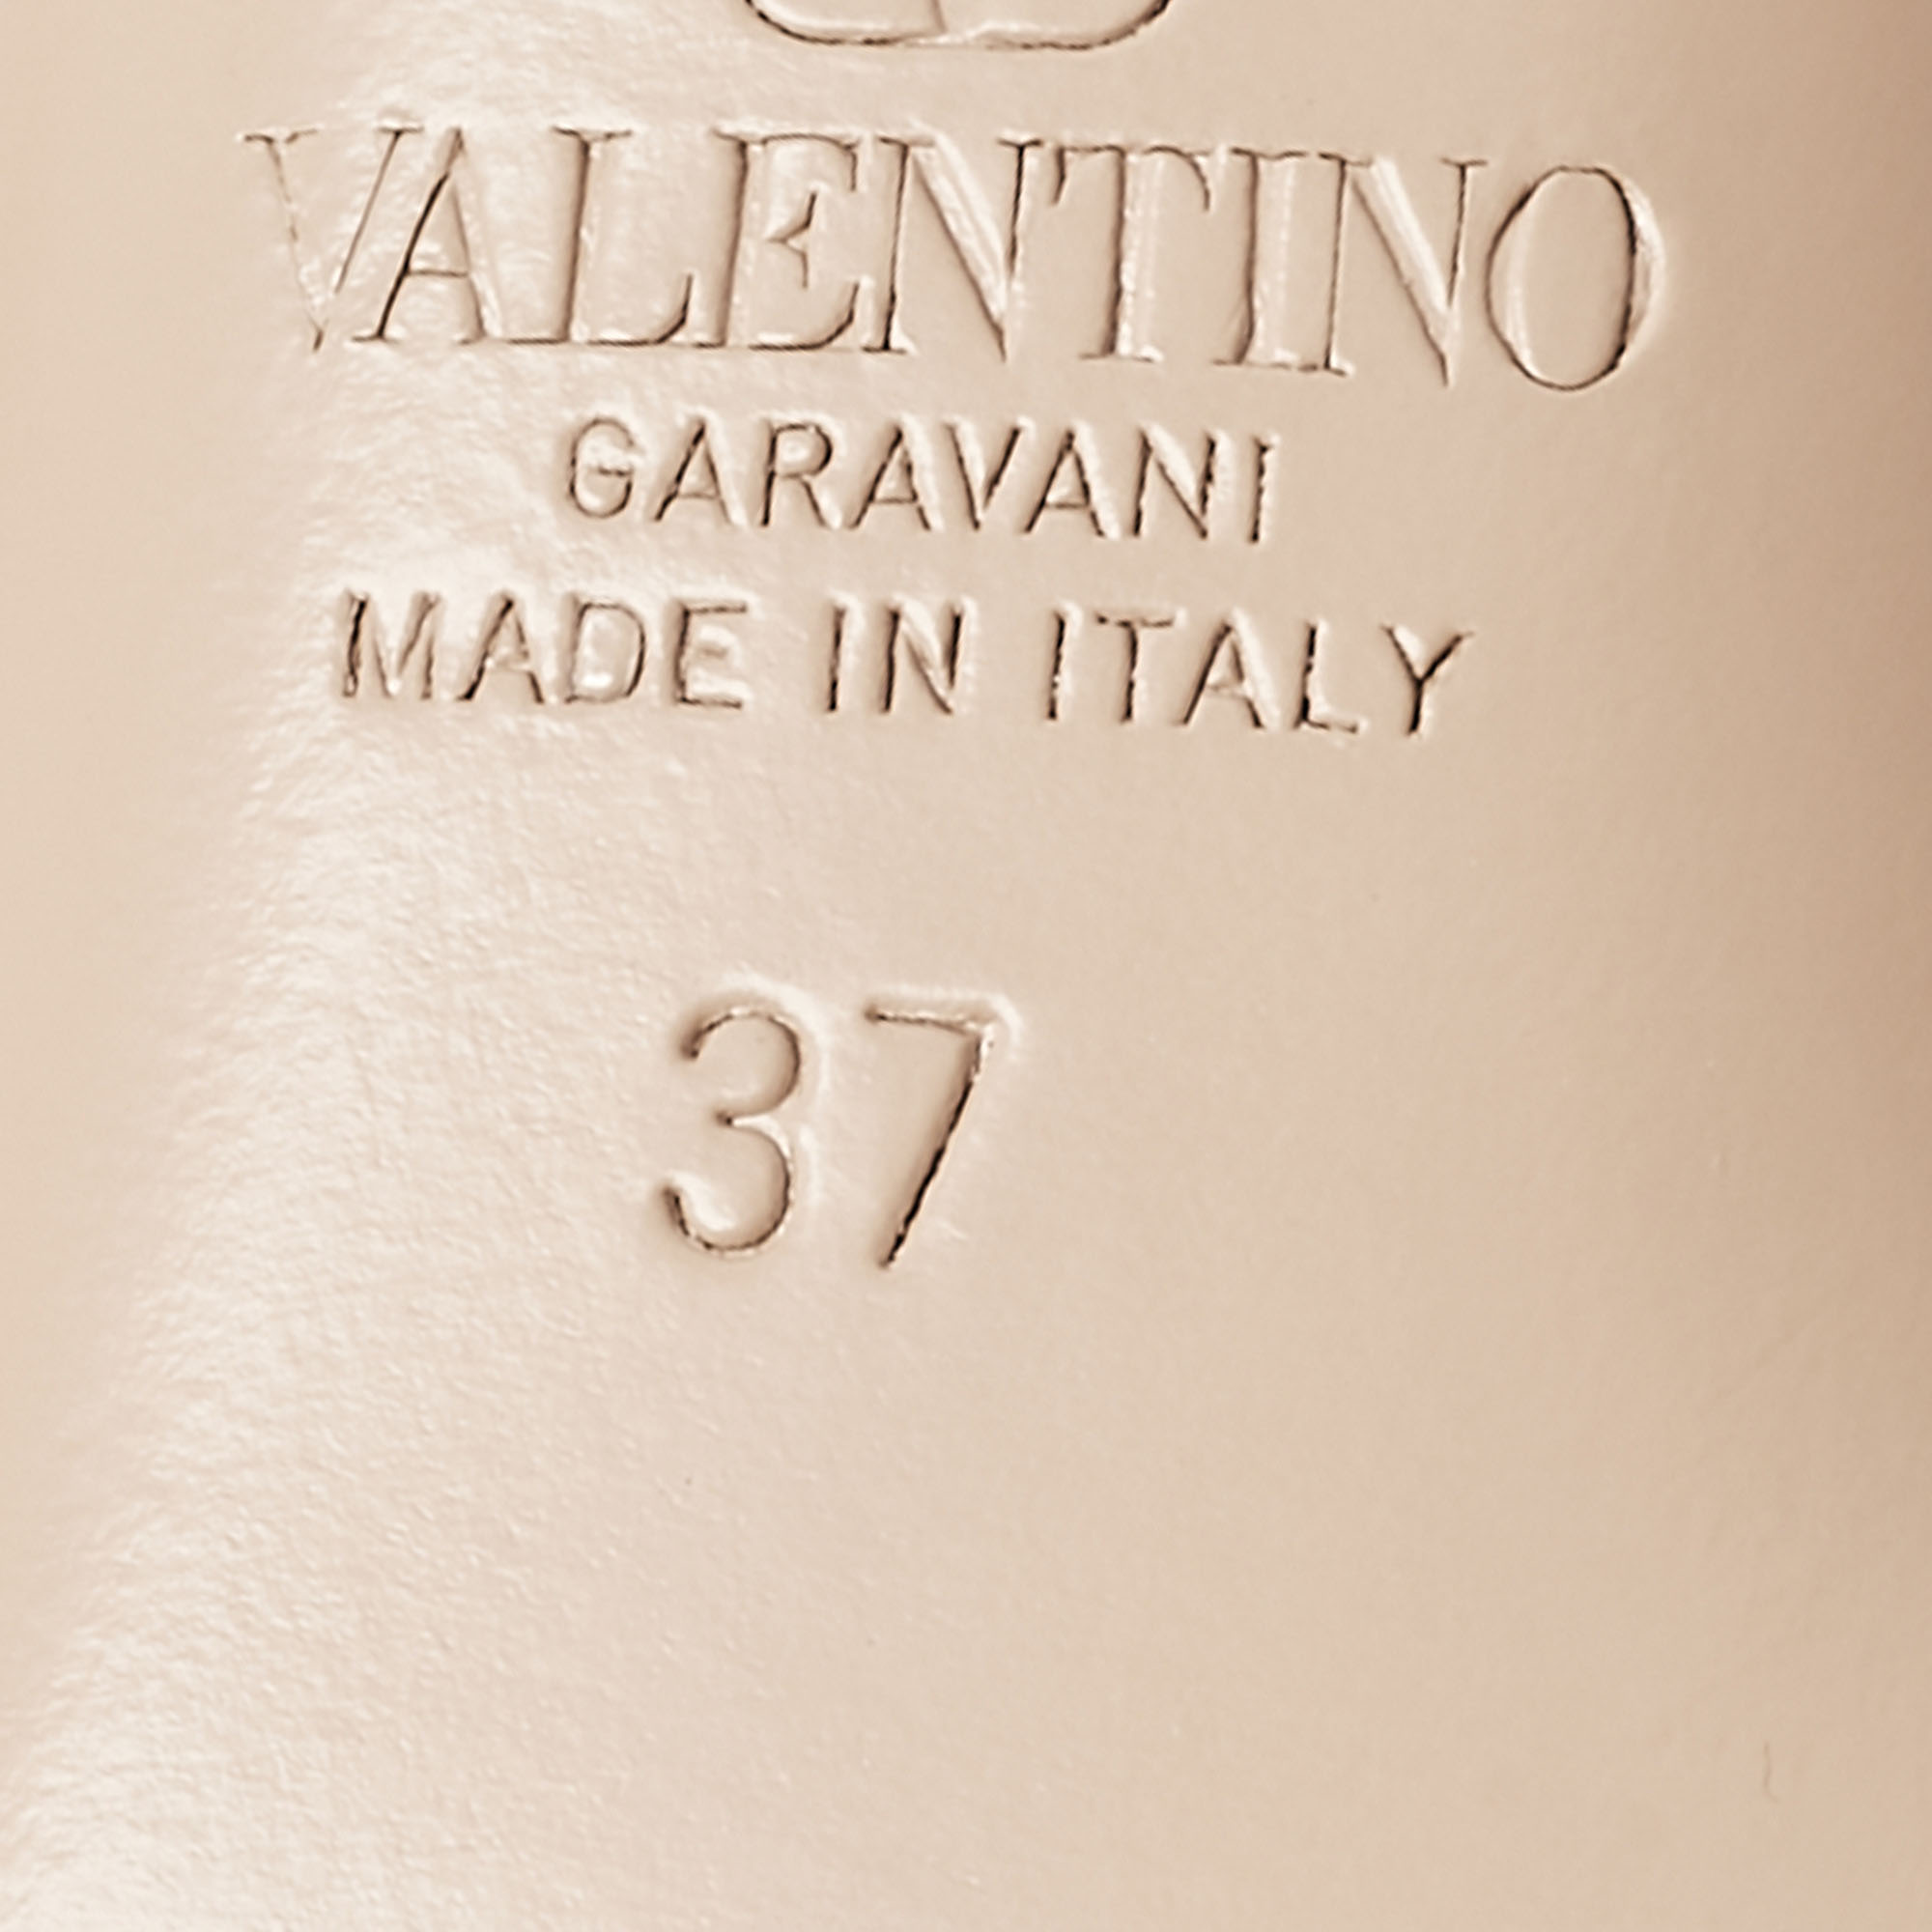 VALENTINO
GARAVANI
MADE IN ITALY
37